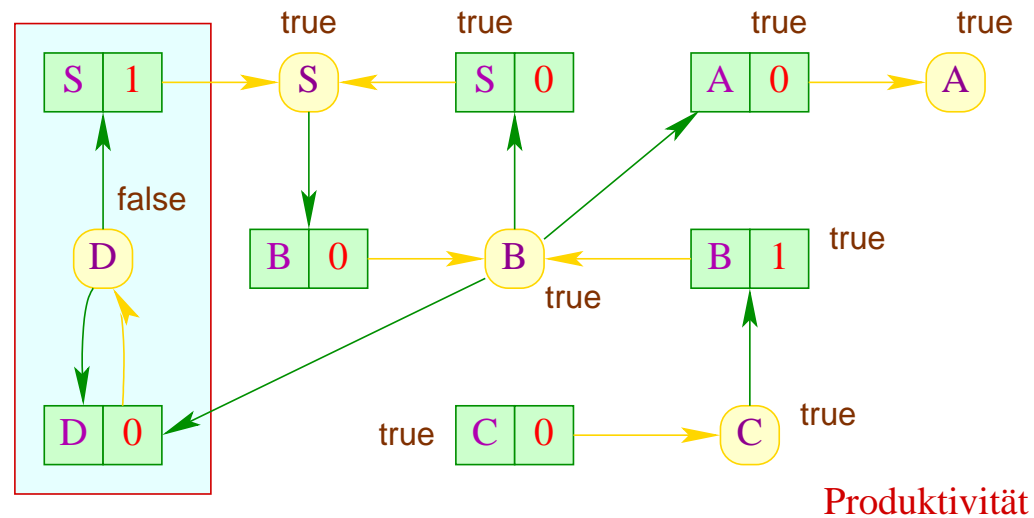 true true true true
S 1 S S 0 A 0 A
false
D B 0 B B 1 true
true
D 0 true C 0 C true
Produktivität